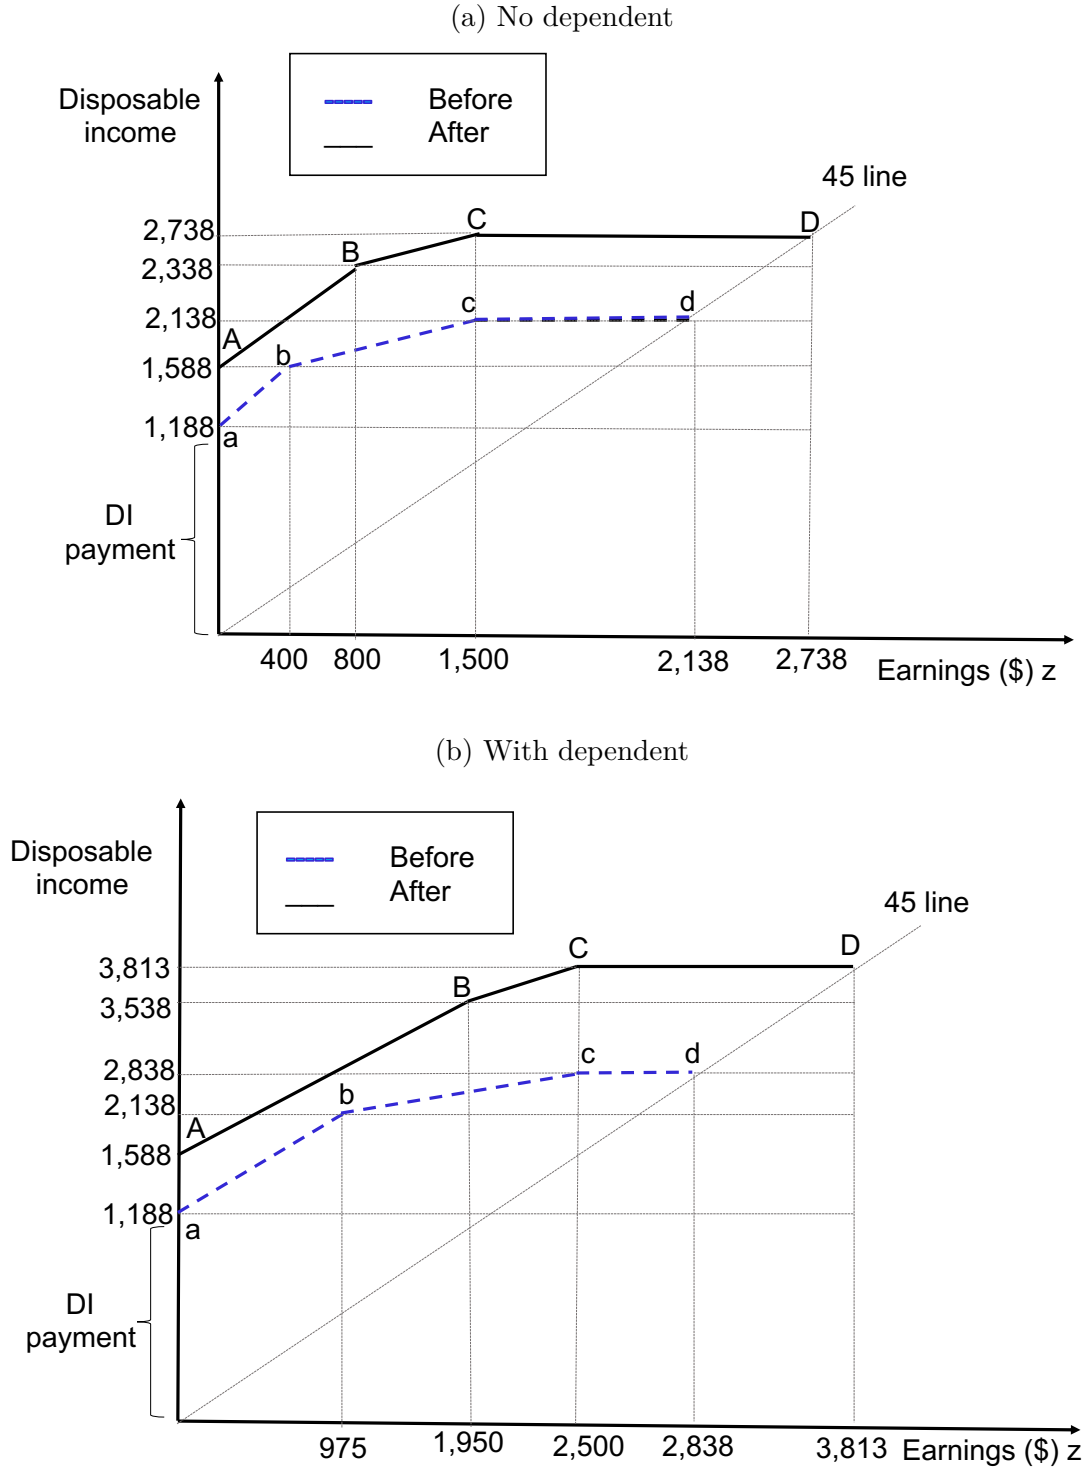 (a) No dependent
Disposable
income
Before
After
45 line
2,738
2,338
2,138
1,588
1,188
A
B
C
D
a
b
c
d
DI
payment
400
800
1,500
2,138
2,738
Earnings ($) z
(b) With dependent
Disposable
income
Before
After
45 line
3,813
3,538
2,838
2,138
1,588
1,188
A
B
C
D
a
b
c
d
DI
payment
975
1,950
2,500
2,838
3,813
Earnings ($) z